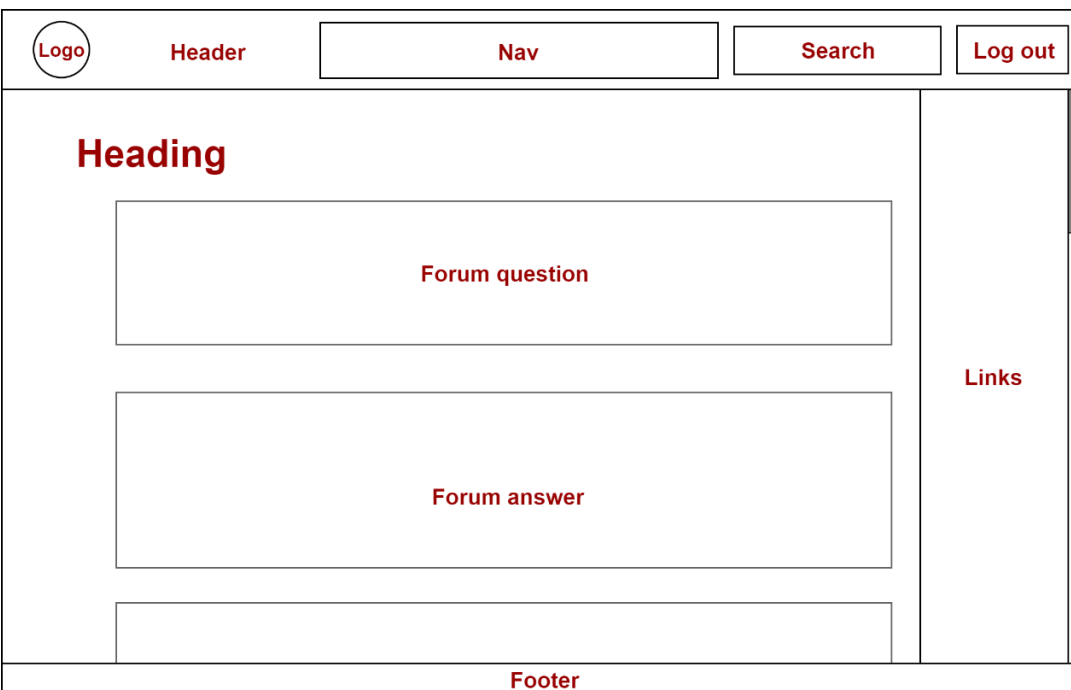 Logo
Header
Nav
Search
Log out
Heading
Forum question
Links
Forum answer
Footer